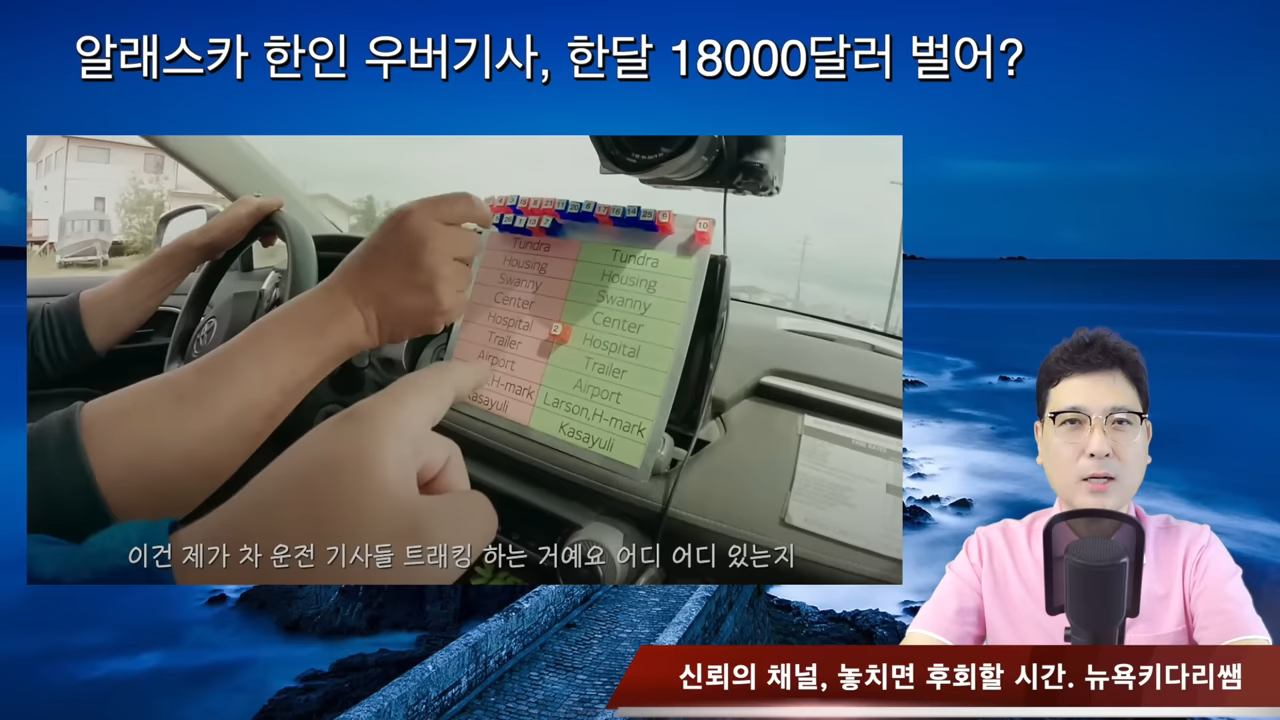 알래스카 한인 우버기사, 한달 18000달러 벌어?
10
2
Tundra Tundra
Housing Housing
Swanny Swanny
Center Center
Hospital Hospital
Trailer Trailer
Airport Airport
.H-mark Larson,H-mark
Kasayuli Kasayuli
이건 제가 차 운전 기사들 트래킹 하는 거예요 어디 어디 있는지
신뢰의 채널, 놓치면 후회할 시간. 뉴욕키다리쌤